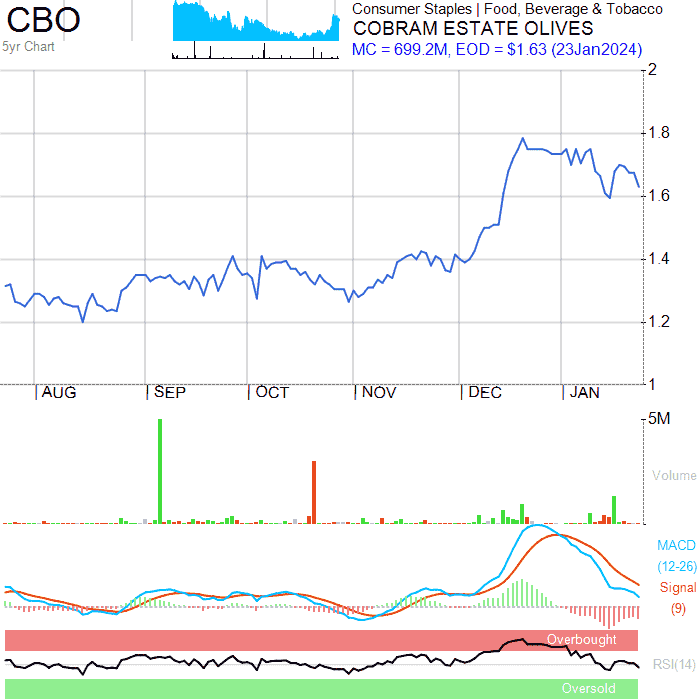 CBO
5yr Chart
Consumer Staples | Food, Beverage & Tobacco
COBRAM ESTATE OLIVES
MC = 699.2M, EOD = $1.63 (23Jan2024)
2
1.8
1.6
1.4
1.2
1
AUG
SEP
OCT
NOV
DEC
JAN
5M
Volume
MACD
(12-26)
Signal
(9)
Overbought
RSI(14)
Oversold